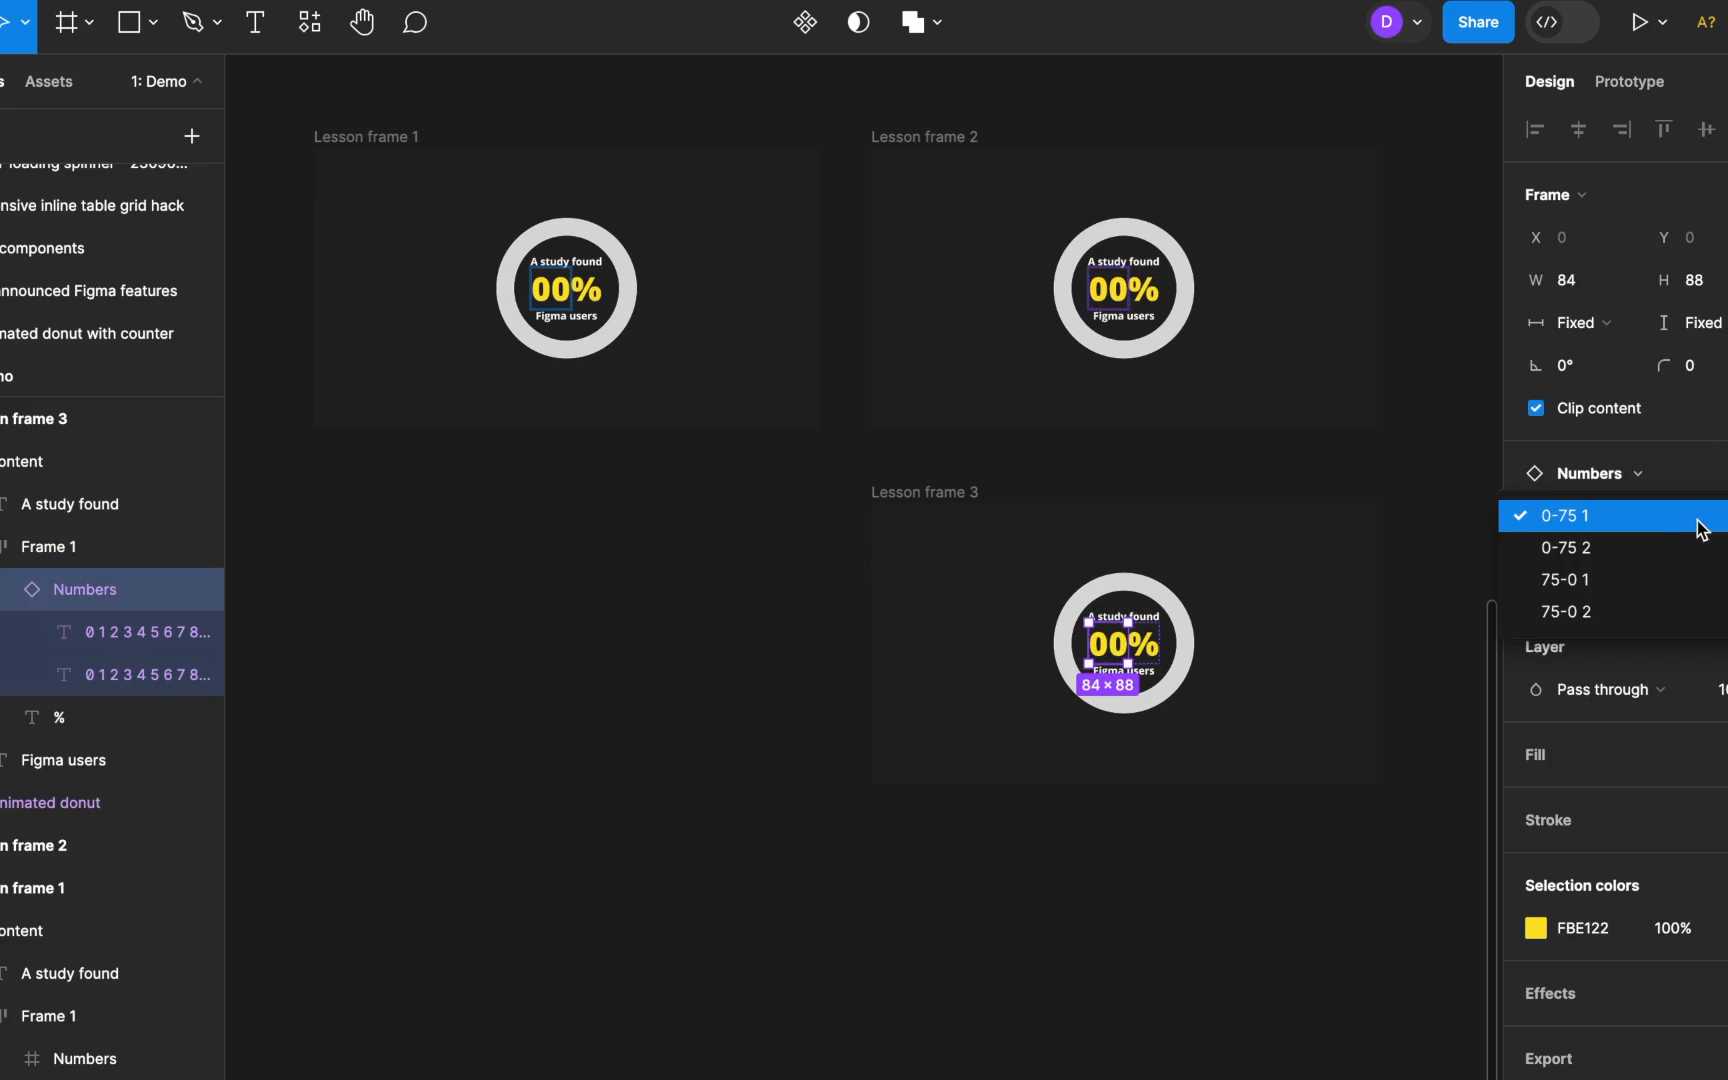 D
Share
A?
Assets
1: Demo
Design
Prototype
nsive inline table grid hack
components
nnounced Figma features
mated donut with counter
no
n frame 3
ontent
A study found
Frame 1
Numbers
0 1 2 3 4 5 6 7 8...
0 1 2 3 4 5 6 7 8...
%
Figma users
nimated donut
n frame 2
n frame 1
ontent
A study found
Frame 1
Numbers
Lesson frame 1
A study found
00%
Figma users
Lesson frame 2
A study found
00%
Figma users
Lesson frame 3
A study found
00%
Figma users
84 × 88
Frame
X 0 Y 0
W 84 H 88
Fixed Fixed
0° 0
Clip content
Numbers
0-75 1
0-75 2
75-0 1
75-0 2
Layer
Pass through
Fill
Stroke
Selection colors
FBE122 100%
Effects
Export